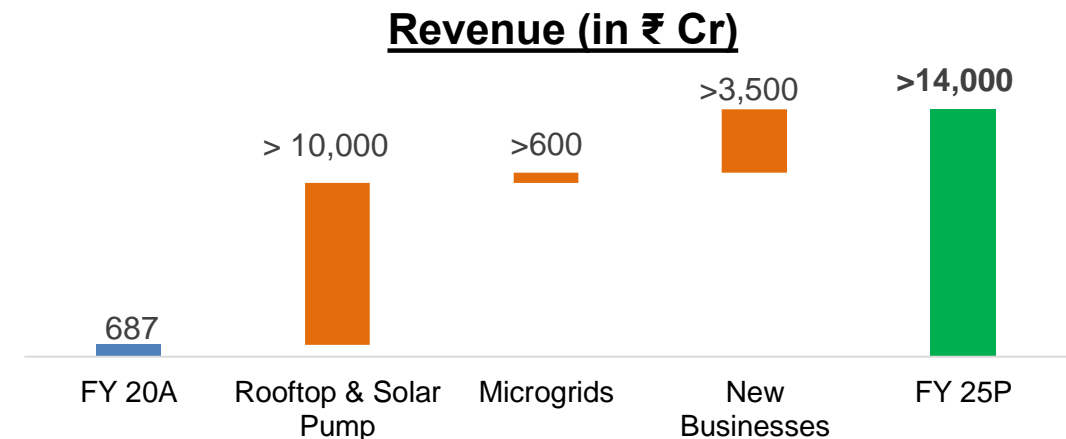 Revenue (in ₹ Cr)
687
> 10,000
>600
>3,500
>14,000
FY 20A
Rooftop & Solar
Pump
Microgrids
New
Businesses
FY 25P